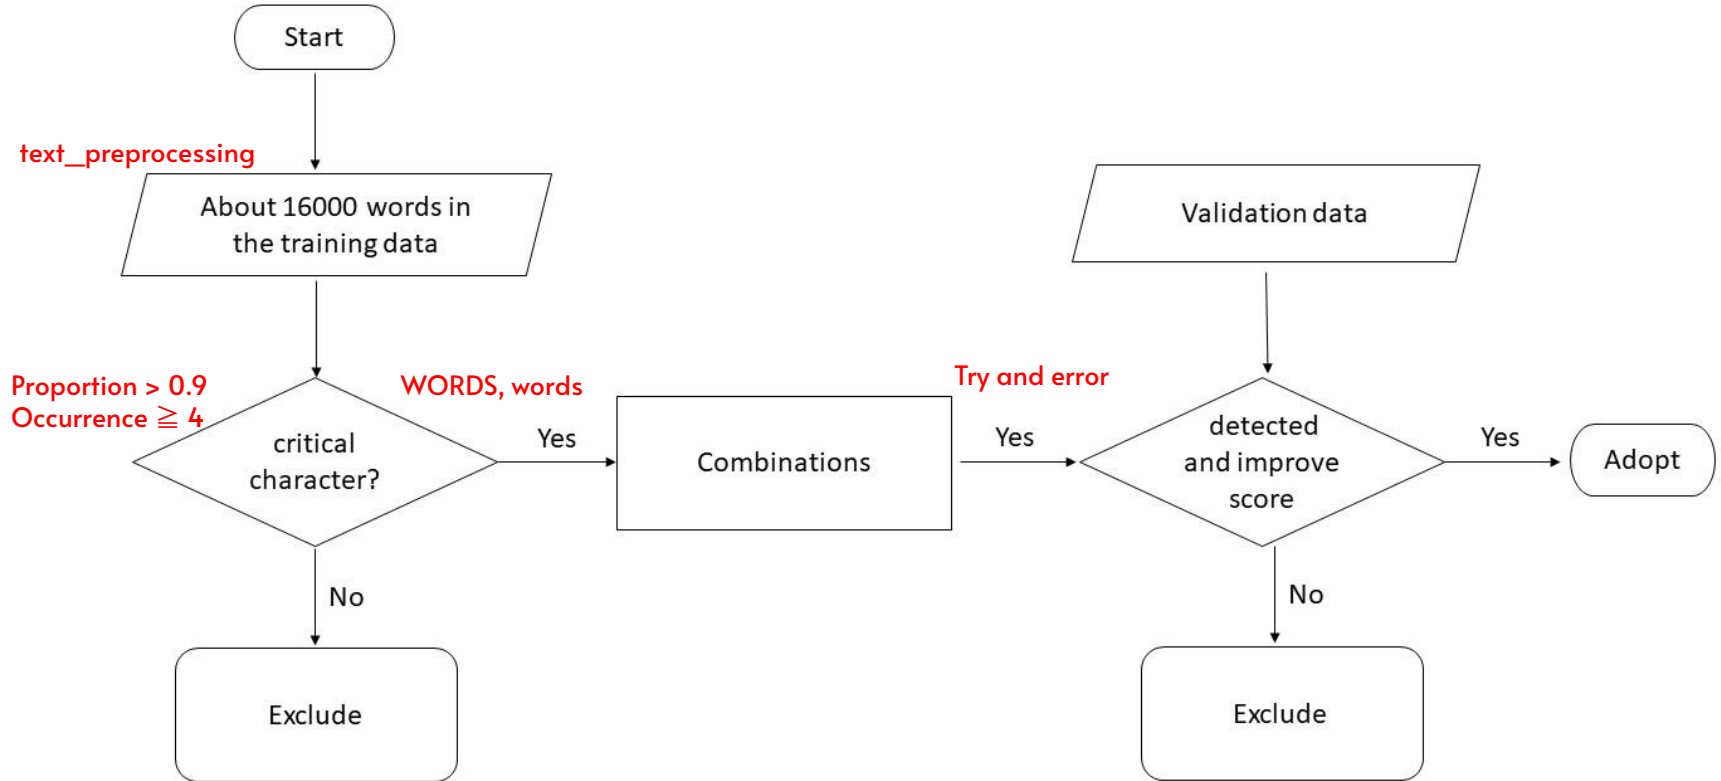 Start
text_preprocessing
About 16000 words in
the training data
Validation data
Proportion > 0.9
Occurrence ≧ 4
WORDS, words
Try and error
critical
character?
Yes
Combinations
Yes
detected
and improve
score
Yes
Adopt
No
No
Exclude
Exclude